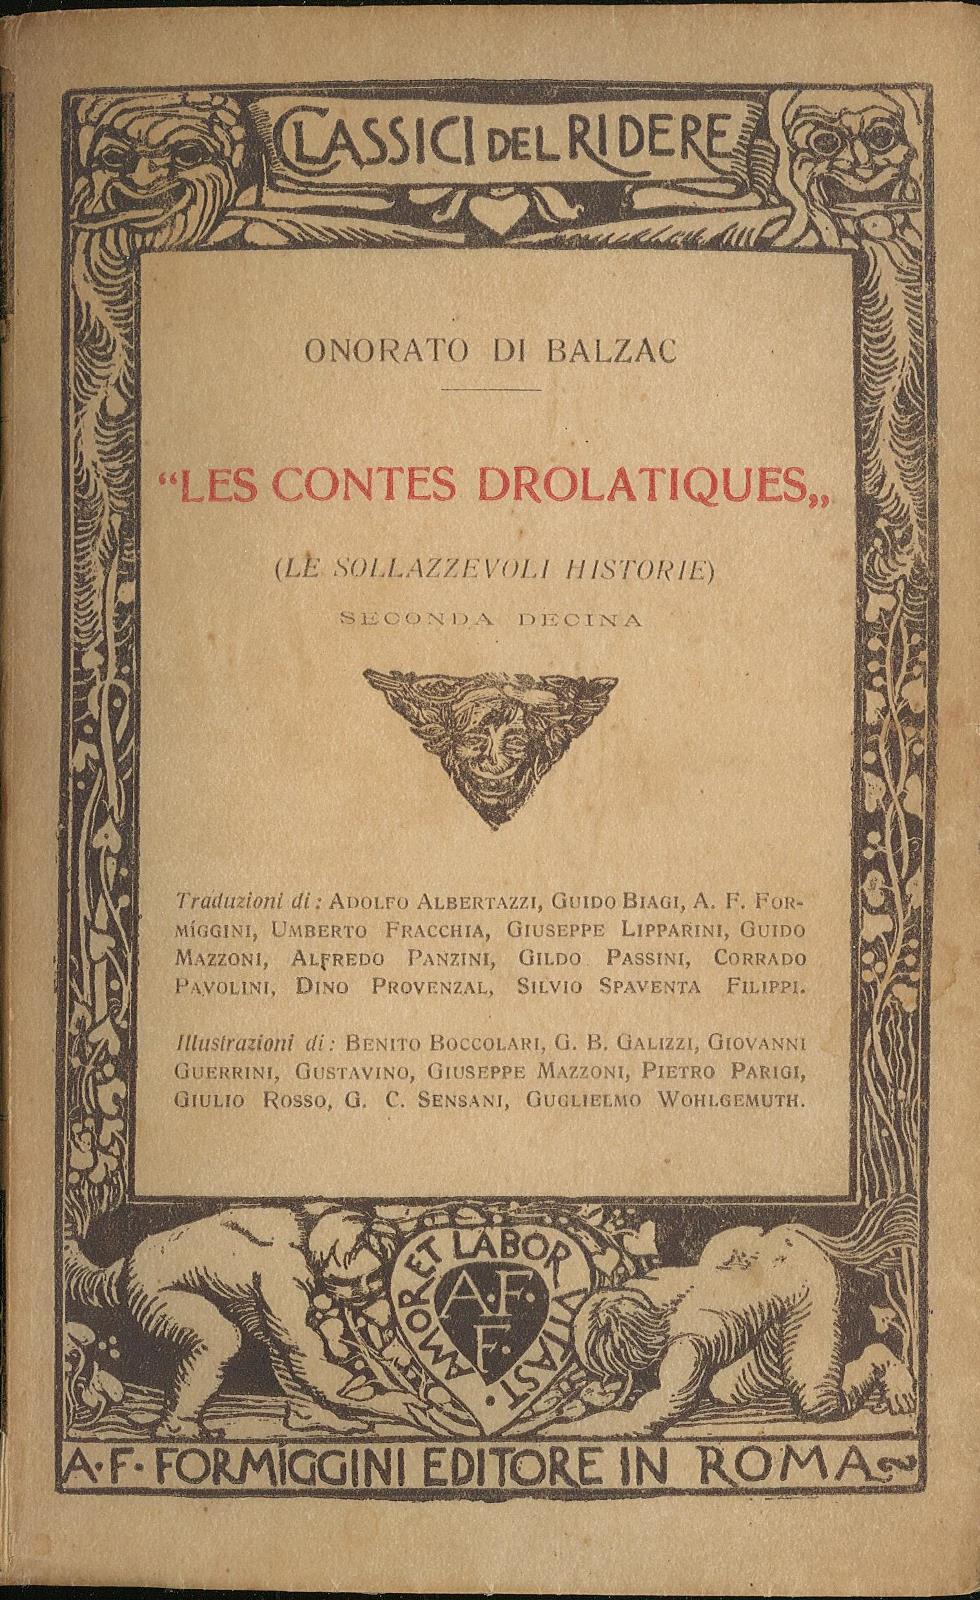 CLASSICI DEL RIDERE
ONORATO DI BALZAC
“LES CONTES DROLATIQUES„
(LE SOLLAZZEVOLI HISTORIE)
SECONDA DECINA
Traduzioni di: ADOLFO ALBERTAZZI, GUIDO BIAGI, A. F. FOR-
MÍGGINI, UMBERTO FRACCHIA, GIUSEPPE LIPPARINI, GUIDO
MAZZONI, ALFREDO PANZINI, GILDO PASSINI, CORRADO
PAVOLINI, DINO PROVENZAL, SILVIO SPAVENTA FILIPPI.
Illustrazioni di: BENITO BOCCOLARI, G. B. GALIZZI, GIOVANNI
GUERRINI, GUSTAVINO, GIUSEPPE MAZZONI, PIETRO PARIGI,
GIULIO ROSSO, G. C. SENSANI, GUGLIELMO WOHLGEMUTH.
AMOR ET LABOR VITAST.
A.F.
F.
A·F·FORMÍGGINI EDITORE IN ROMA